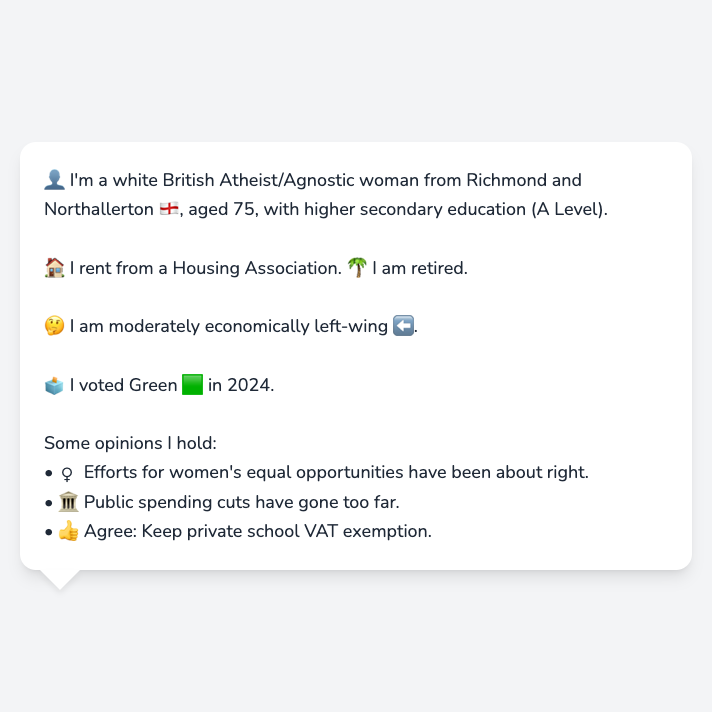 👤 I'm a white British Atheist/Agnostic woman from Richmond and
Northallerton 🏴󠁧󠁢󠁥󠁮󠁧󠁿, aged 75, with higher secondary education (A Level).
🏠 I rent from a Housing Association. 🌴 I am retired.
🤔 I am moderately economically left-wing ⬅️.
🗳️ I voted Green 🟩 in 2024.
Some opinions I hold:
• ♀️ Efforts for women's equal opportunities have been about right.
• 🏛️ Public spending cuts have gone too far.
• 👍 Agree: Keep private school VAT exemption.